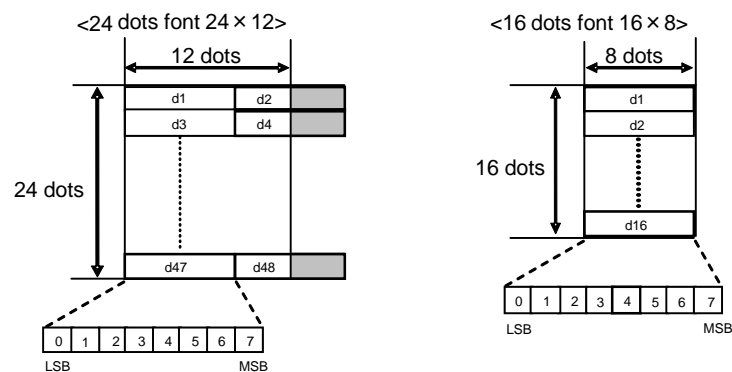 <24 dots font 24×12>
12 dots
d1 d2
d3 d4
24 dots
d47 d48
0 1 2 3 4 5 6 7
LSB MSB
<16 dots font 16×8>
8 dots
d1
d2
16 dots
d16
0 1 2 3 4 5 6 7
LSB MSB